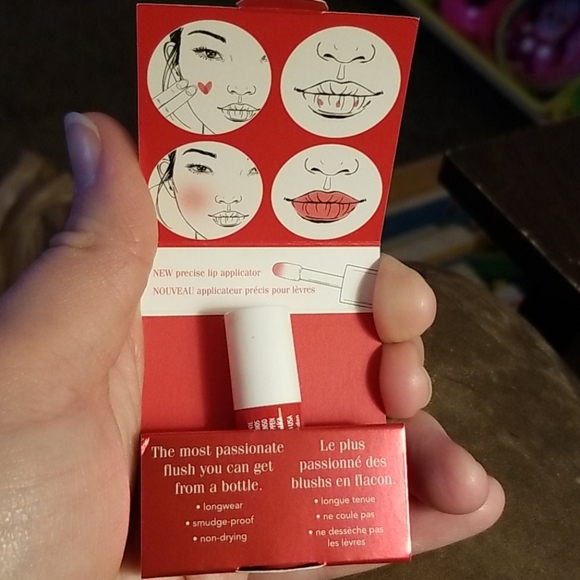 NEW precise lip applicator
NOUVEAU applicateur précis pour lèvres
USA
The most passionate
flush you can get
from a bottle.
• longwear
• smudge-proof
• non-drying
Le plus
passionné des
blushs en flacon.
• longue tenue
• ne coule pas
• ne dessèche pas
les lèvres